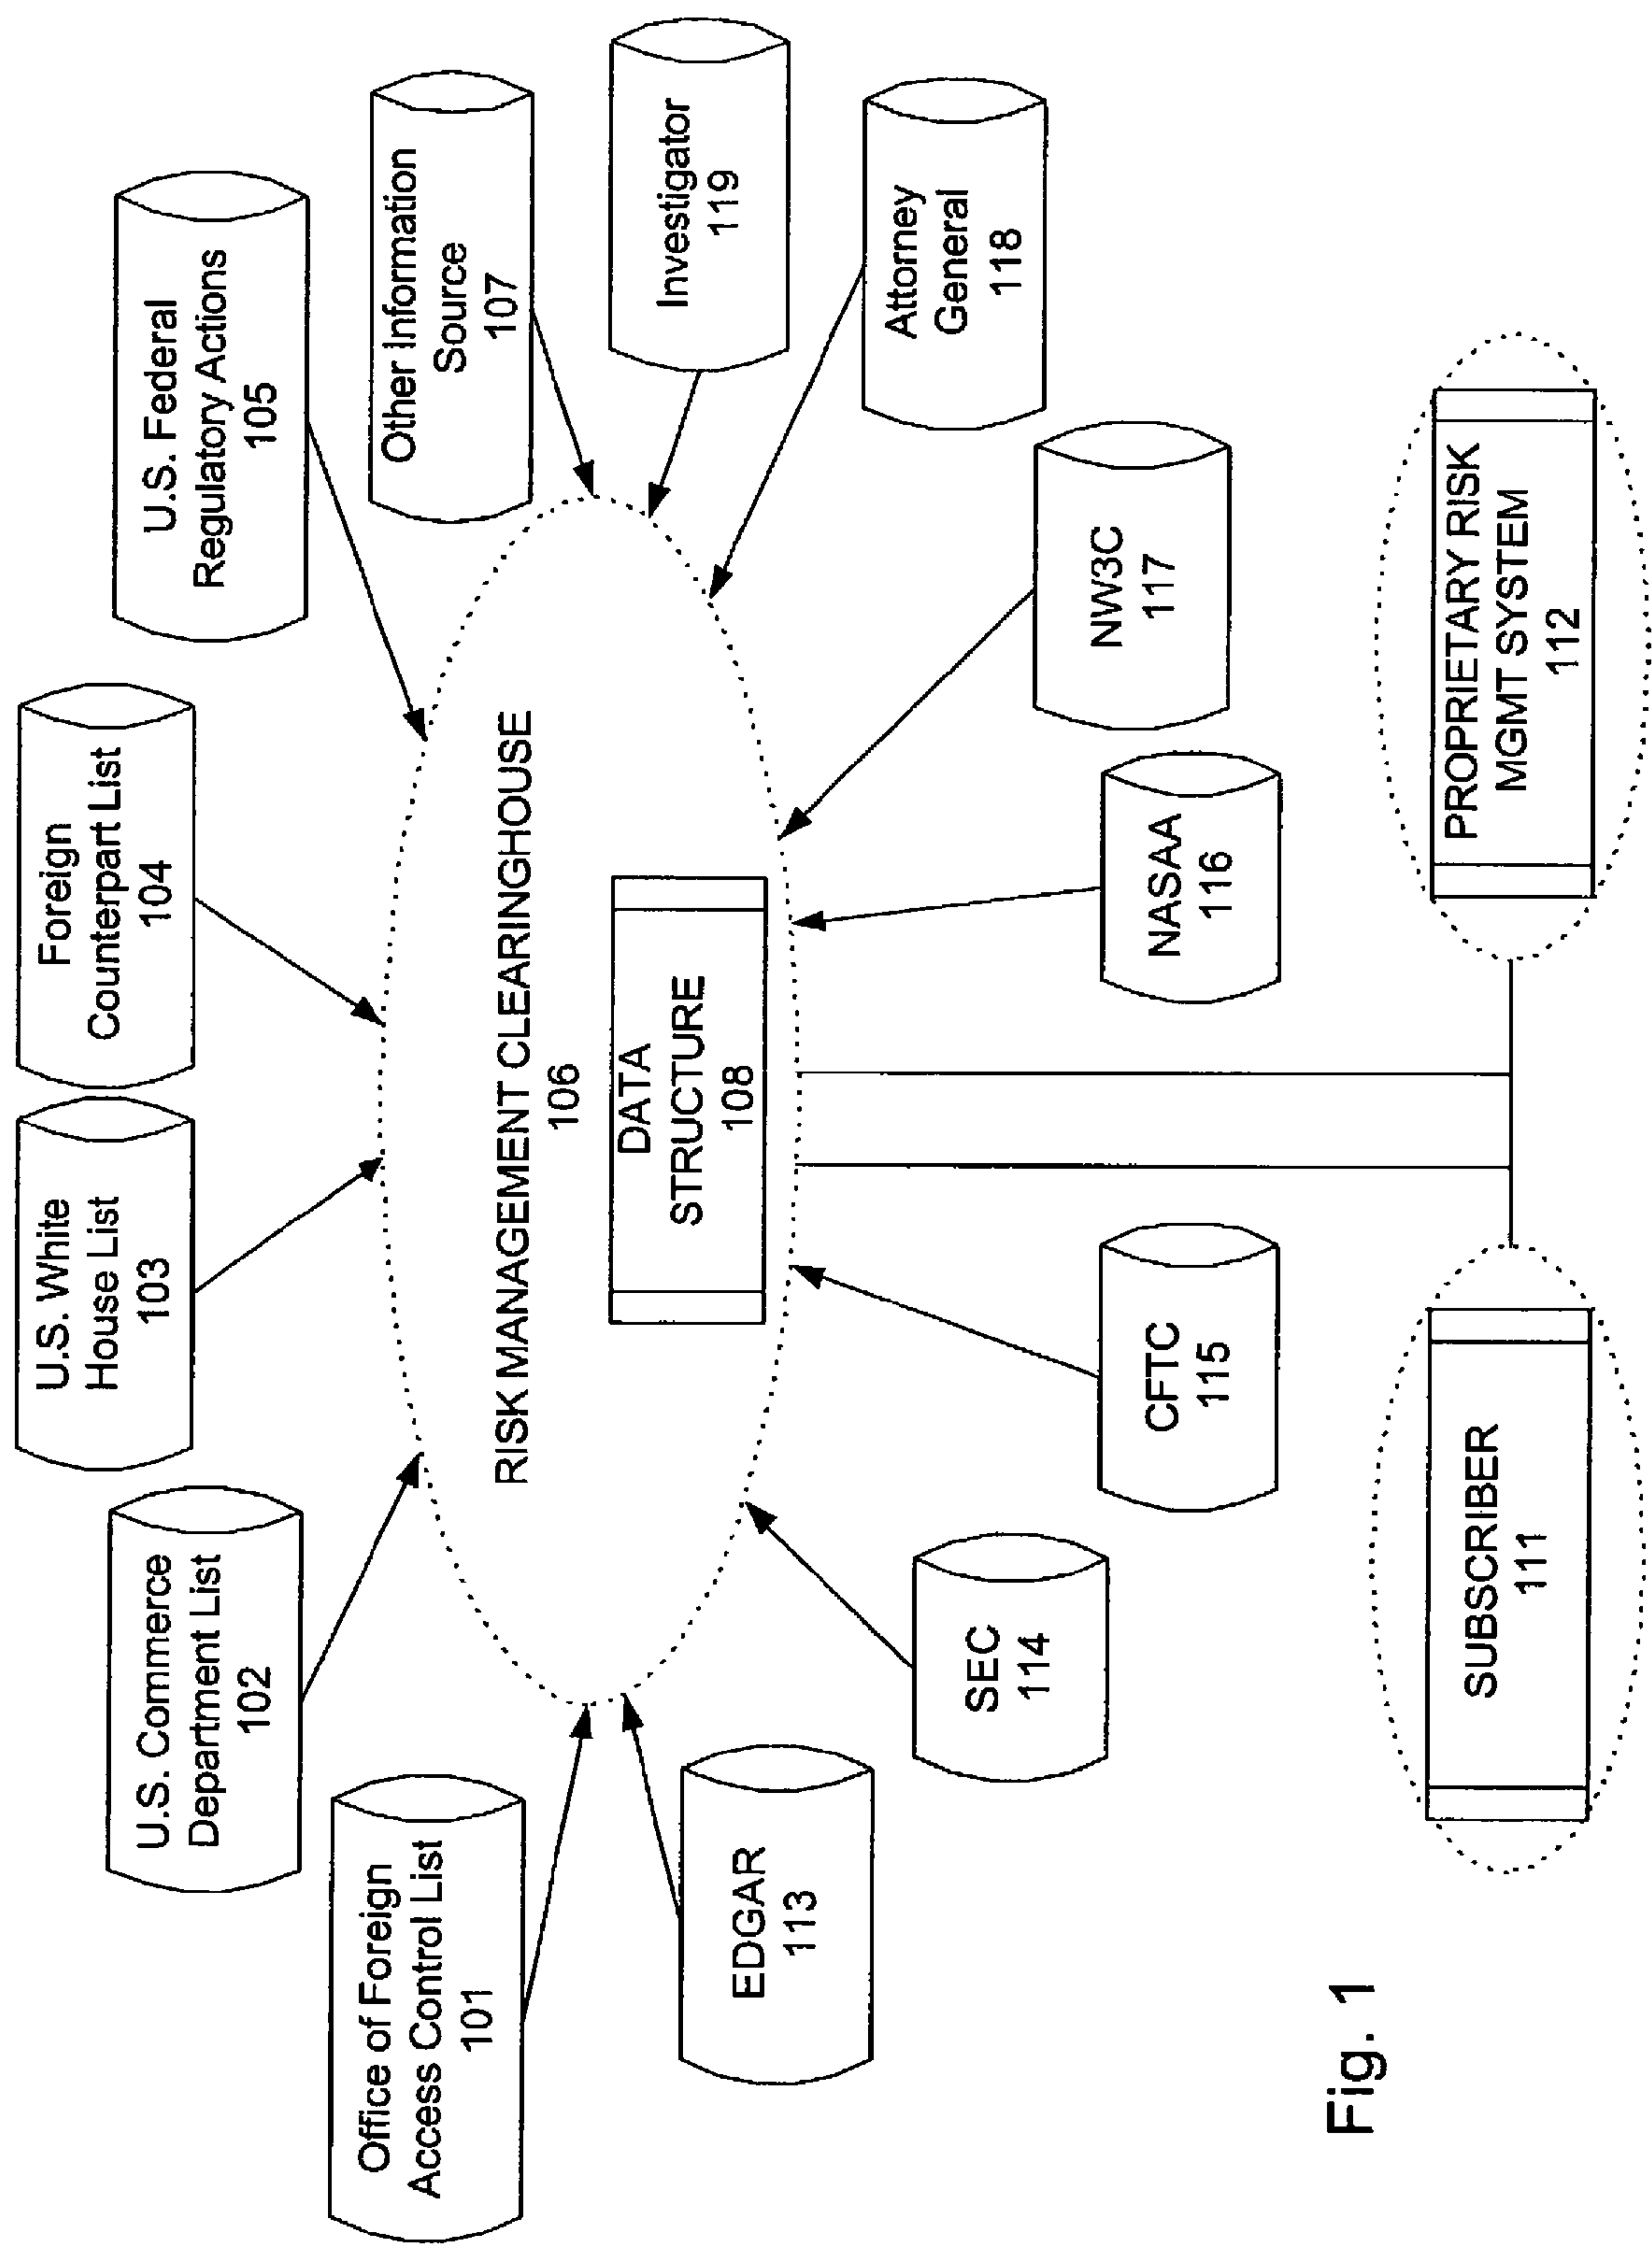 U.S. White
House List
103
Foreign
Counterpart List
104
U.S. Commerce
Department List
102
U.S. Federal
Regulatory Actions
105
Office of Foreign
Access Control List
101
Other Information
Source
107
RISK MANAGEMENT CLEARINGHOUSE
106
DATA
STRUCTURE
108
Investigator
119
EDGAR
113
Attorney
General
118
SEC
114
NW3C
117
CFTC
115
NASAA
116
SUBSCRIBER
111
PROPRIETARY RISK
MGMT SYSTEM
112
Fig. 1